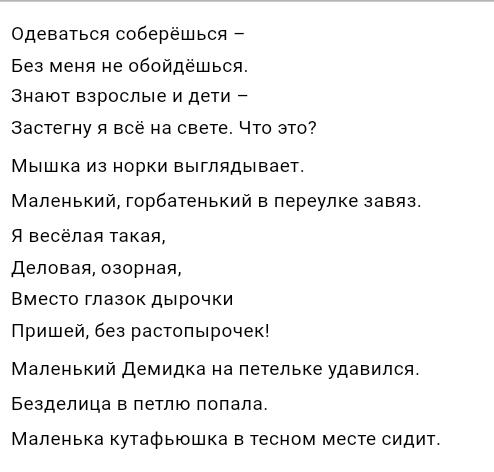 Одеваться соберёшься –
Без меня не обойдёшься.
Знают взрослые и дети –
Застегну я всё на свете. Что это?
Мышка из норки выглядывает.
Маленький, горбатенький в переулке завяз.
Я весёлая такая,
Деловая, озорная,
Вместо глазок дырочки
Пришей, без растопырочек!
Маленький Демидка на петельке удавился.
Безделица в петлю попала.
Маленька кутафьюшка в тесном месте сидит.